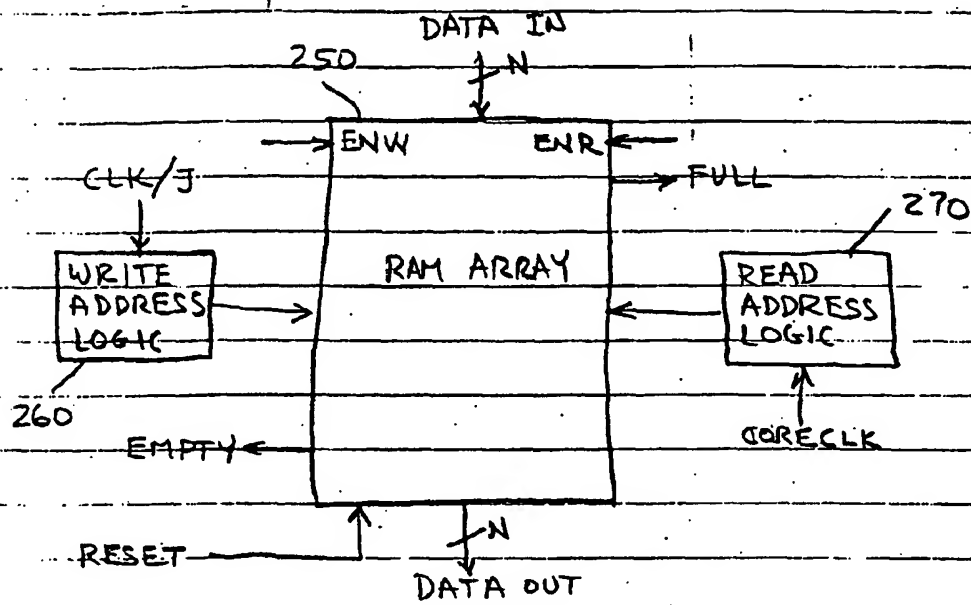 DATA IN
250
N
ENW
ENR
CLK/J
FULL
270
WRITE
ADDRESS
LOGIC
RAM ARRAY
READ
ADDRESS
LOGIC
260
EMPTY
CORECLK
N
RESET
DATA OUT